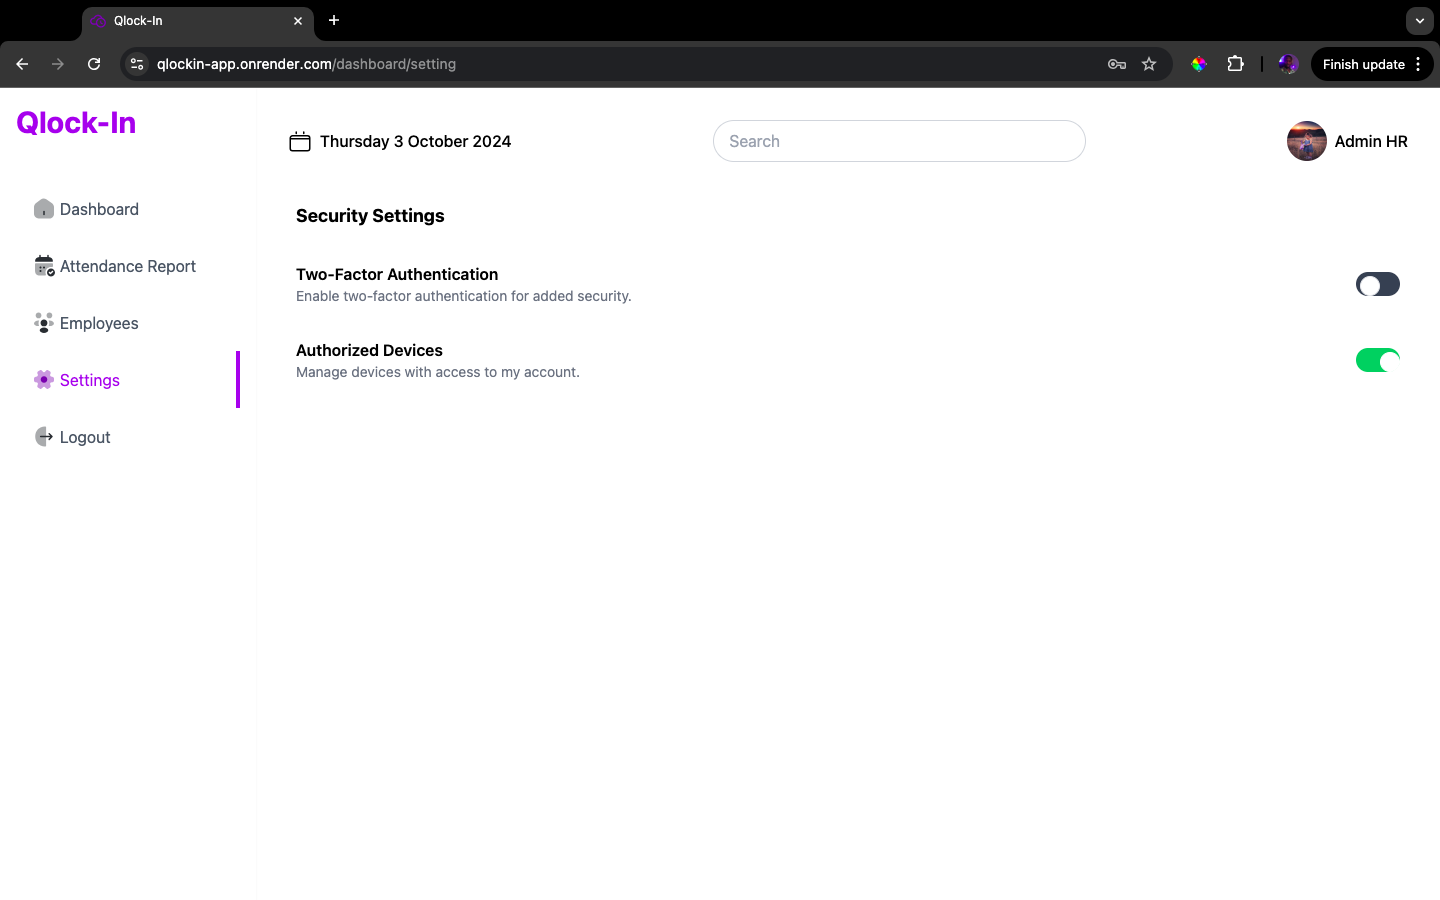 Qlock-In
qlockin-app.onrender.com/dashboard/setting
Finish update
Qlock-In
Thursday 3 October 2024
Search
Admin HR
Dashboard
Attendance Report
Employees
Settings
Logout
Security Settings
Two-Factor Authentication
Enable two-factor authentication for added security.
Authorized Devices
Manage devices with access to my account.